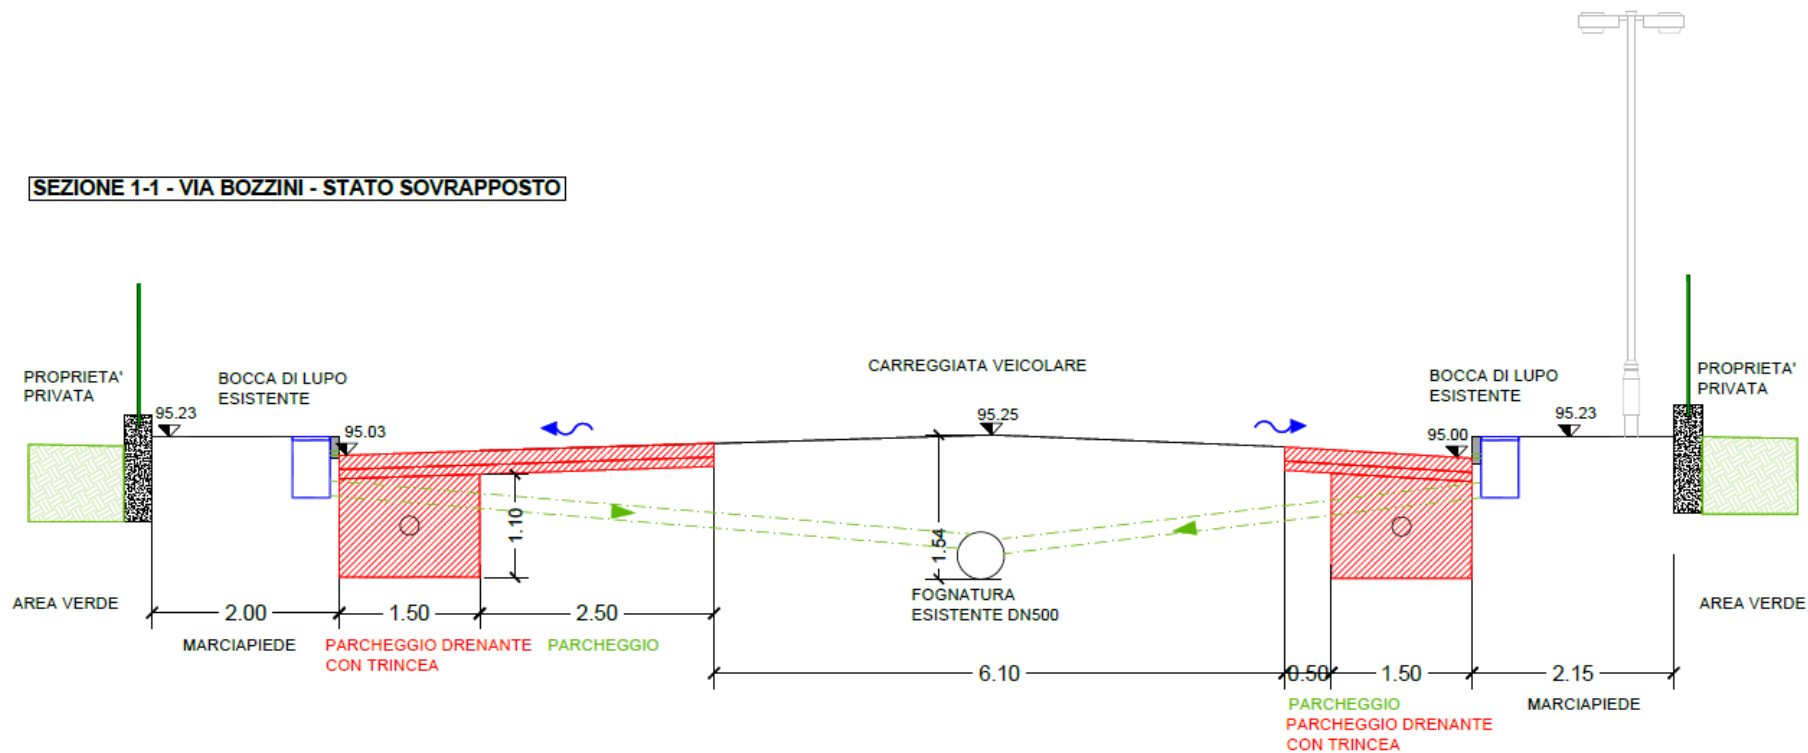 SEZIONE 1-1 - VIA BOZZINI - STATO SOVRAPPOSTO
PROPRIETA'
PRIVATA
BOCCA DI LUPO
ESISTENTE
95.23
95.03
CARREGGIATA VEICOLARE
95.25
BOCCA DI LUPO
ESISTENTE
95.23
95.00
PROPRIETA'
PRIVATA
1.10
1.54
FOGNATURA
ESISTENTE DN500
AREA VERDE
AREA VERDE
2.00
1.50
2.50
MARCIAPIEDE
PARCHEGGIO DRENANTE
CON TRINCEA
PARCHEGGIO
6.10
0.50
1.50
2.15
PARCHEGGIO
PARCHEGGIO DRENANTE
CON TRINCEA
MARCIAPIEDE